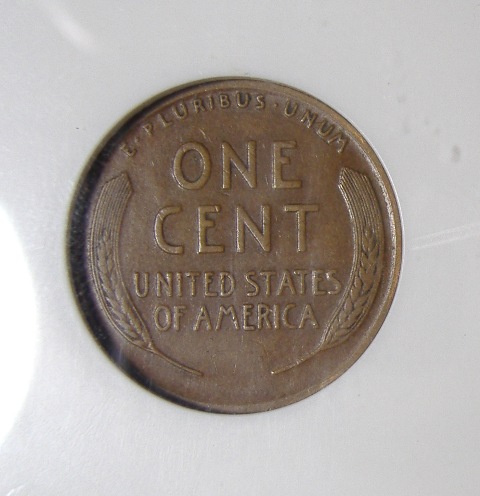 E·PLURIBUS·UNUM
ONE
CENT
UNITED STATES
OF AMERICA